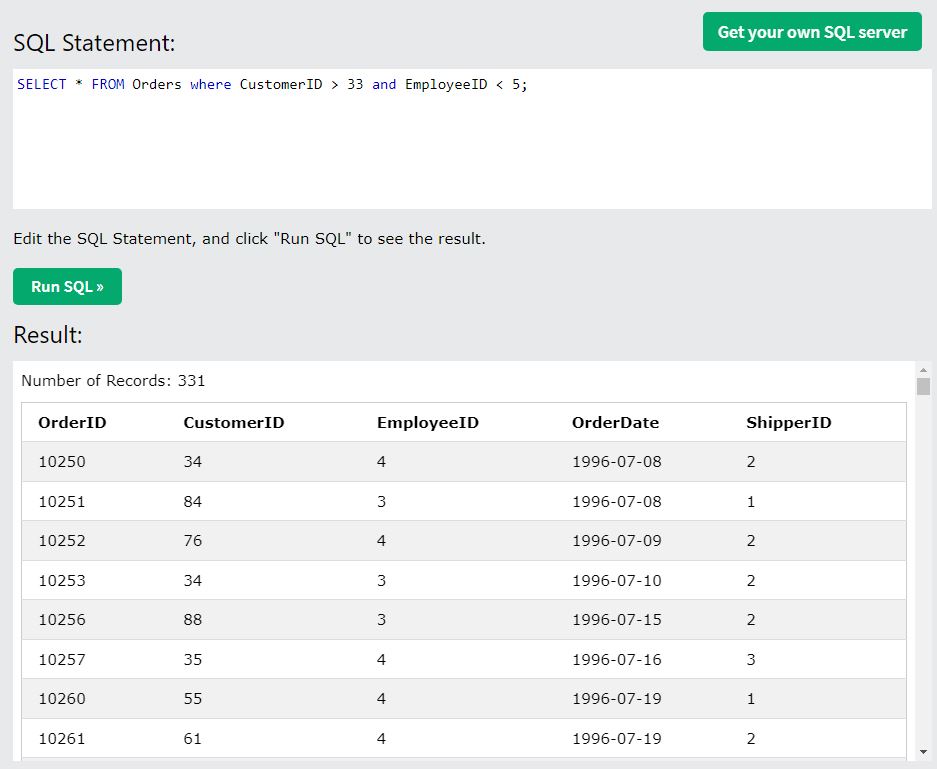 SQL Statement:
Get your own SQL server
SELECT * FROM Orders where CustomerID > 33 and EmployeeID < 5;
Edit the SQL Statement, and click "Run SQL" to see the result.
Run SQL »
Result:
Number of Records: 331
OrderID CustomerID EmployeeID OrderDate ShipperID
10250 34 4 1996-07-08 2
10251 84 3 1996-07-08 1
10252 76 4 1996-07-09 2
10253 34 3 1996-07-10 2
10256 88 3 1996-07-15 2
10257 35 4 1996-07-16 3
10260 55 4 1996-07-19 1
10261 61 4 1996-07-19 2